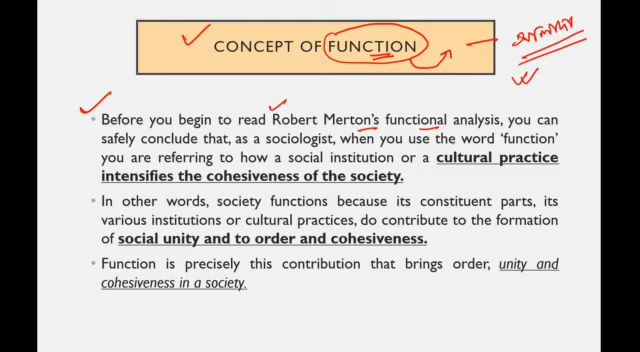 CONCEPT OF FUNCTION
• Before you begin to read Robert Merton's functional analysis, you can
safely conclude that, as a sociologist, when you use the word 'function'
you are referring to how a social institution or a cultural practice
intensifies the cohesiveness of the society.
• In other words, society functions because its constituent parts, its
various institutions or cultural practices, do contribute to the formation
of social unity and to order and cohesiveness.
• Function is precisely this contribution that brings order, unity and
cohesiveness in a society.